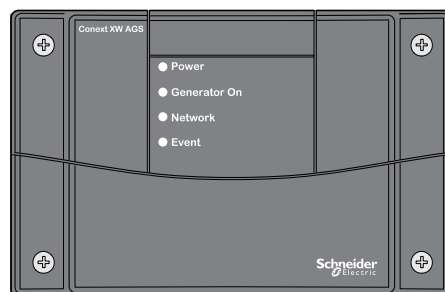 Conext XW AGS
Power
Generator On
Network
Event
Schneider
Electric